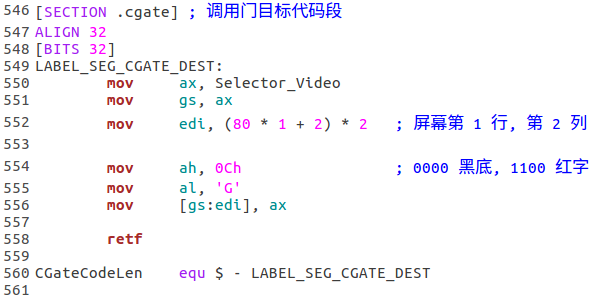 546 [SECTION .cgate] ; 调用门目标代码段
547 ALIGN 32
548 [BITS 32]
549 LABEL_SEG_CGATE_DEST:
550         mov     ax, Selector_Video
551         mov     gs, ax
552         mov     edi, (80 * 1 + 2) * 2   ; 屏幕第 1 行, 第 2 列
553
554         mov     ah, 0Ch                 ; 0000 黑底, 1100 红字
555         mov     al, 'G'
556         mov     [gs:edi], ax
557
558         retf
559
560 CGateCodeLen    equ $ - LABEL_SEG_CGATE_DEST
561